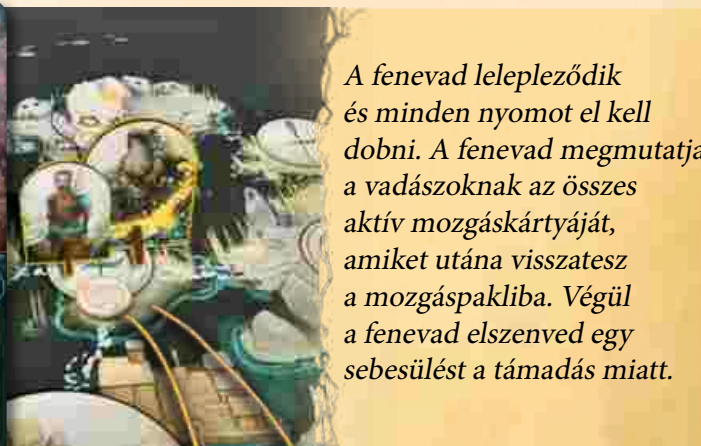 A fenevad lelepleződik
és minden nyomot el kell
dobni. A fenevad megmutatja
a vadászoknak az összes
aktív mozgáskártyáját,
amiket utána visszatesz
a mozgáspakliba. Végül
a fenevad elszenved egy
sebesülést a támadás miatt.